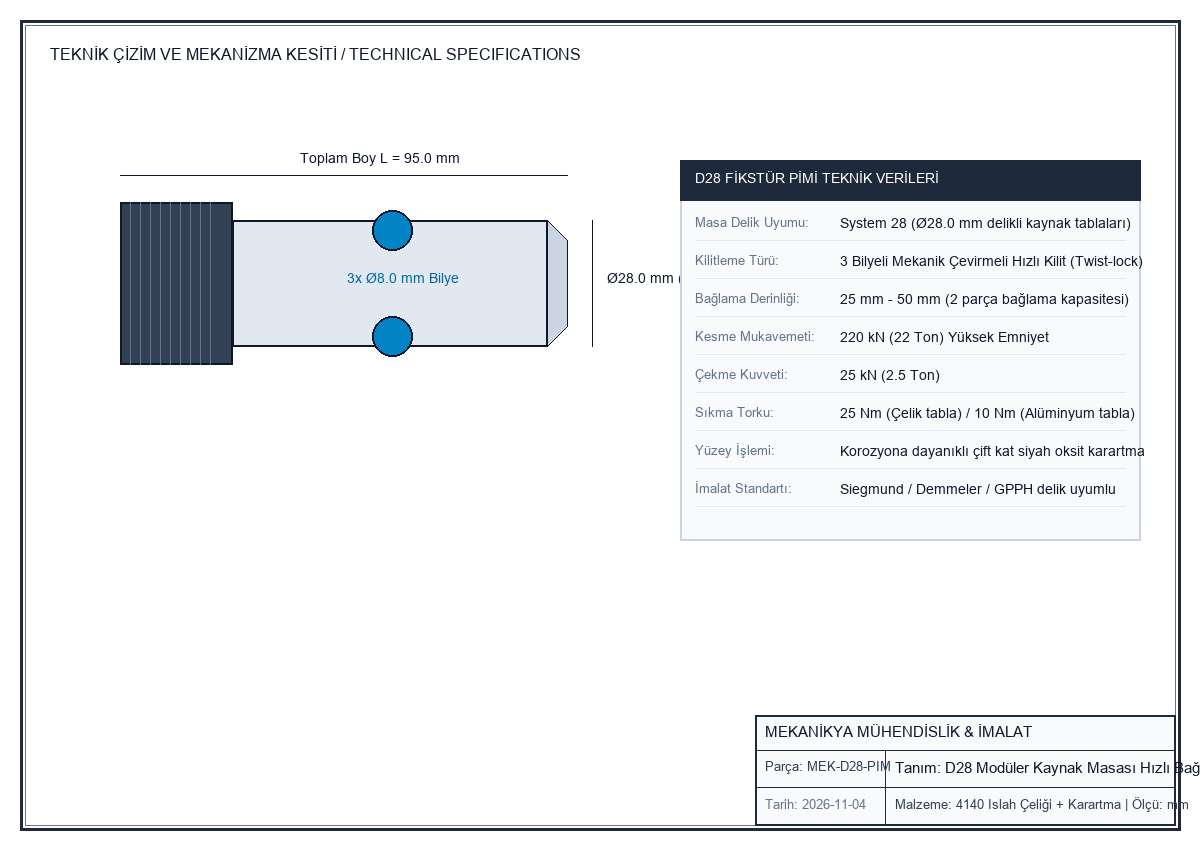 TEKNİK ÇİZİM VE MEKANİZMA KESİTİ / TECHNICAL SPECIFICATIONS
Toplam Boy L = 95.0 mm
3x Ø8.0 mm Bilye
Ø28.0 mm (
D28 FİKSTÜR PİMİ TEKNİK VERİLERİ
Masa Delik Uyumu: System 28 (Ø28.0 mm delikli kaynak tablaları)
Kilitleme Türü: 3 Bilyeli Mekanik Çevirmeli Hızlı Kilit (Twist-lock)
Bağlama Derinliği: 25 mm - 50 mm (2 parça bağlama kapasitesi)
Kesme Mukavemeti: 220 kN (22 Ton) Yüksek Emniyet
Çekme Kuvveti: 25 kN (2.5 Ton)
Sıkma Torku: 25 Nm (Çelik tabla) / 10 Nm (Alüminyum tabla)
Yüzey İşlemi: Korozyona dayanıklı çift kat siyah oksit karartma
İmalat Standartı: Siegmund / Demmeler / GPPH delik uyumlu
MEKANİKYA MÜHENDİSLİK & İMALAT
Parça: MEK-D28-PIM Tanım: D28 Modüler Kaynak Masası Hızlı Bağ
Tarih: 2026-11-04 Malzeme: 4140 Islah Çeliği + Karartma | Ölçü: mm